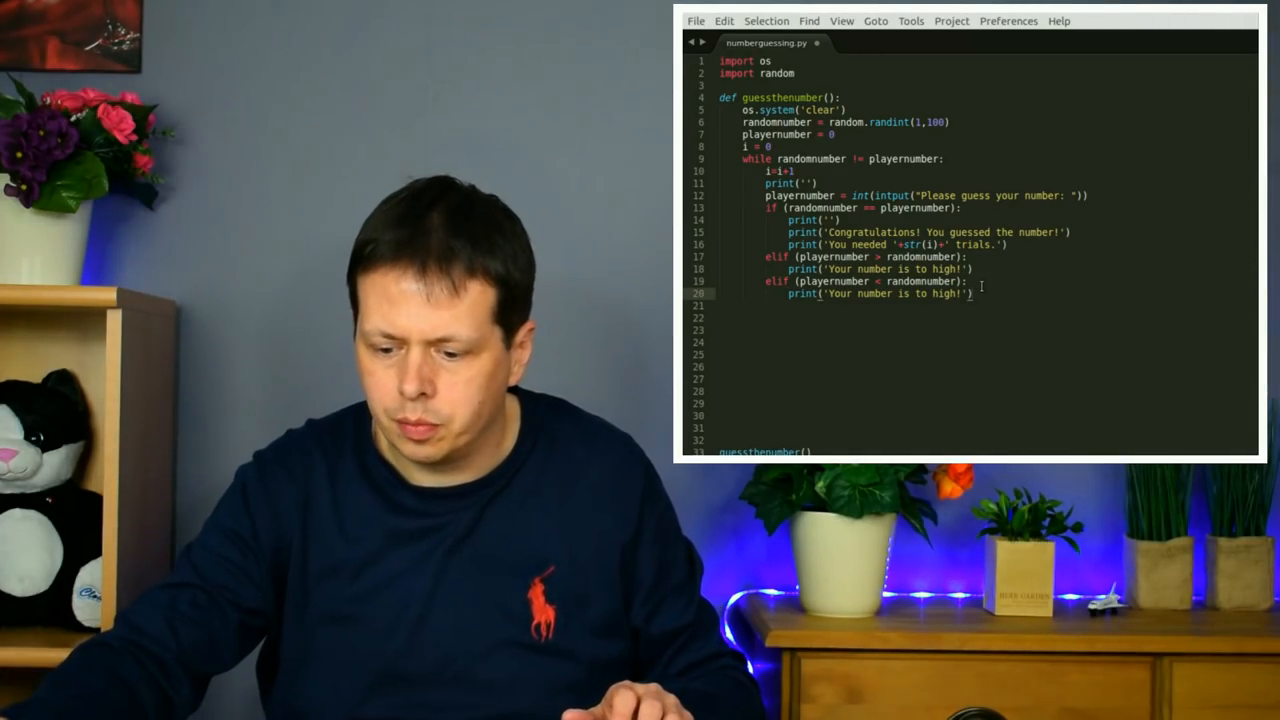 File Edit Selection Find View Goto Tools Project Preferences Help
numberguessing.py
1 import os
2 import random
3
4 def guessthenumber():
5 os.system('clear')
6 randomnumber = random.randint(1,100)
7 playernumber = 0
8 i = 0
9 while randomnumber != playernumber:
10 i=i+1
11 print('')
12 playernumber = int(intput("Please guess your number: "))
13 if (randomnumber == playernumber):
14 print('')
15 print('Congratulations! You guessed the number!')
16 print('You needed '+str(i)+' trials.')
17 elif (playernumber > randomnumber):
18 print('Your number is to high!')
19 elif (playernumber < randomnumber):
20 print('Your number is to high!')
21
22
23
24
25
26
27
28
29
30
31
32
33 guessthenumber()
HERB GARDEN